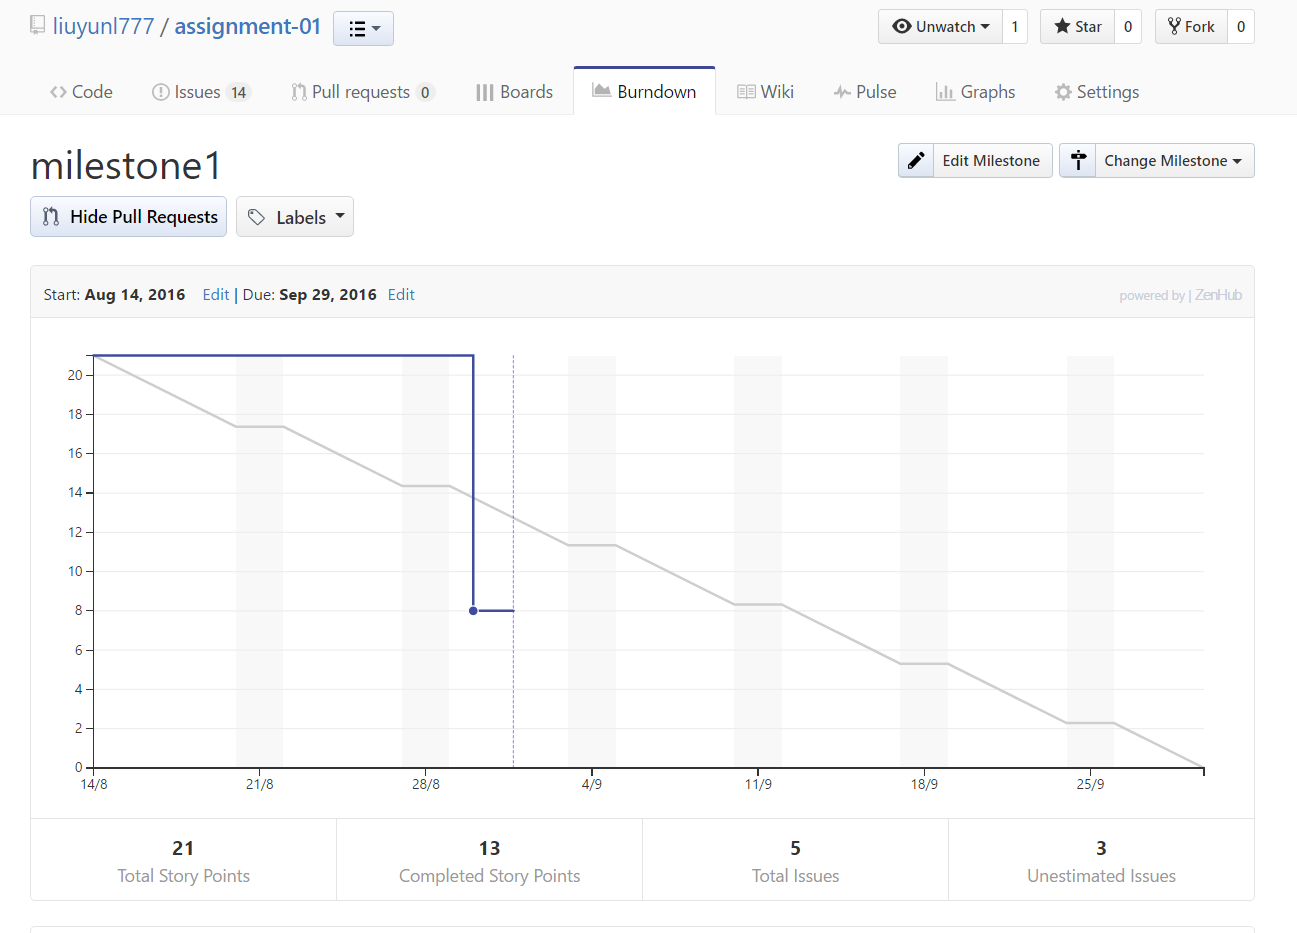 liuyunl777 / assignment-01
Unwatch 1 Star 0 Fork 0
Code Issues 14 Pull requests 0 Boards Burndown Wiki Pulse Graphs Settings
milestone1
Edit Milestone Change Milestone
Hide Pull Requests Labels
Start: Aug 14, 2016 Edit | Due: Sep 29, 2016 Edit powered by | ZenHub
20
18
16
14
12
10
8
6
4
2
0
14/8 21/8 28/8 4/9 11/9 18/9 25/9
21 13 5 3
Total Story Points Completed Story Points Total Issues Unestimated Issues